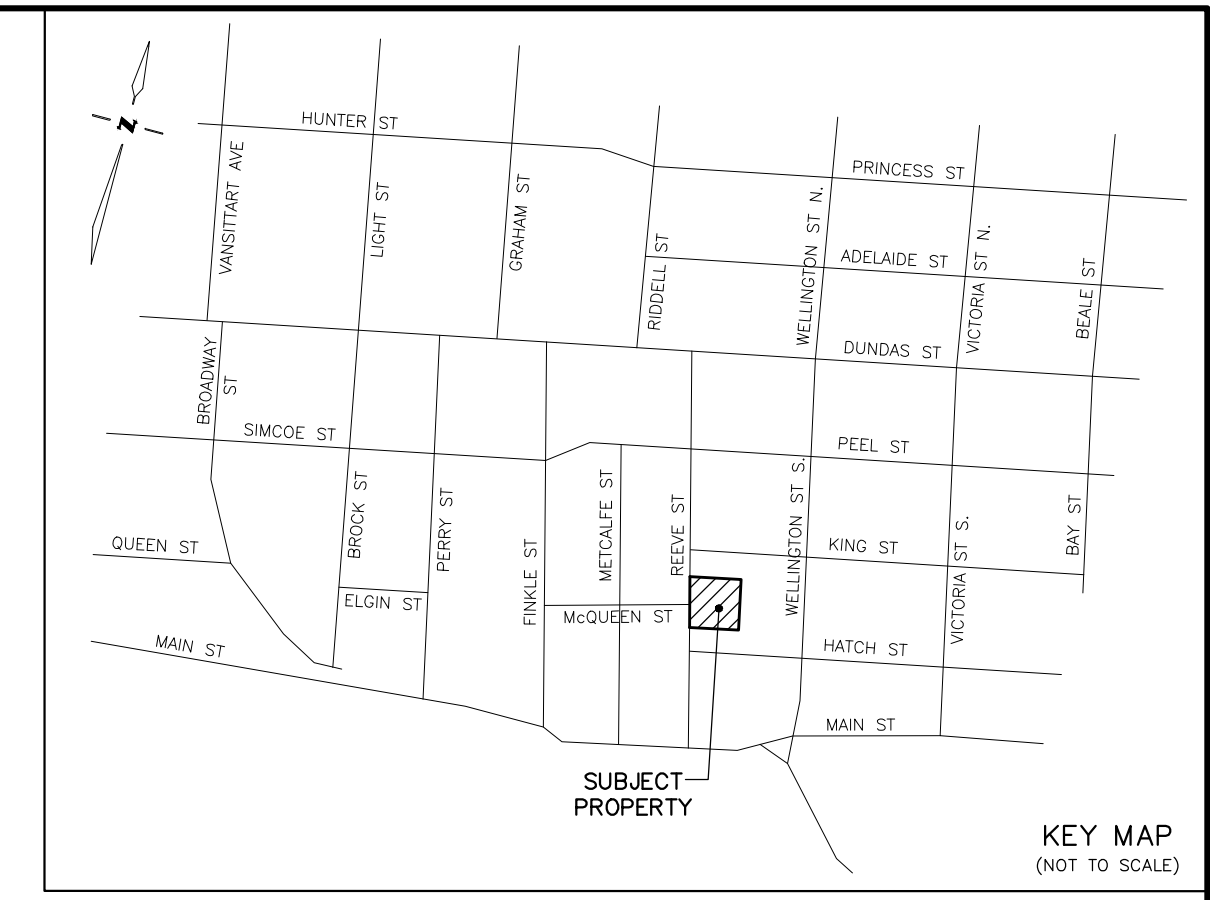 HUNTER ST
PRINCESS ST
N
VANSITTART AVE
LIGHT ST
GRAHAM ST
RIDDELL ST
WELLINGTON ST N.
ADELAIDE ST
VICTORIA ST N.
BEALE ST
BROADWAY
ST
DUNDAS ST
SIMCOE ST
PEEL ST
BROCK ST
PERRY ST
FINKLE ST
METCALFE ST
REEVE ST
WELLINGTON ST S.
KING ST
VICTORIA ST S.
BAY ST
QUEEN ST
ELGIN ST
McQUEEN ST
MAIN ST
HATCH ST
MAIN ST
SUBJECT
PROPERTY
KEY MAP
(NOT TO SCALE)